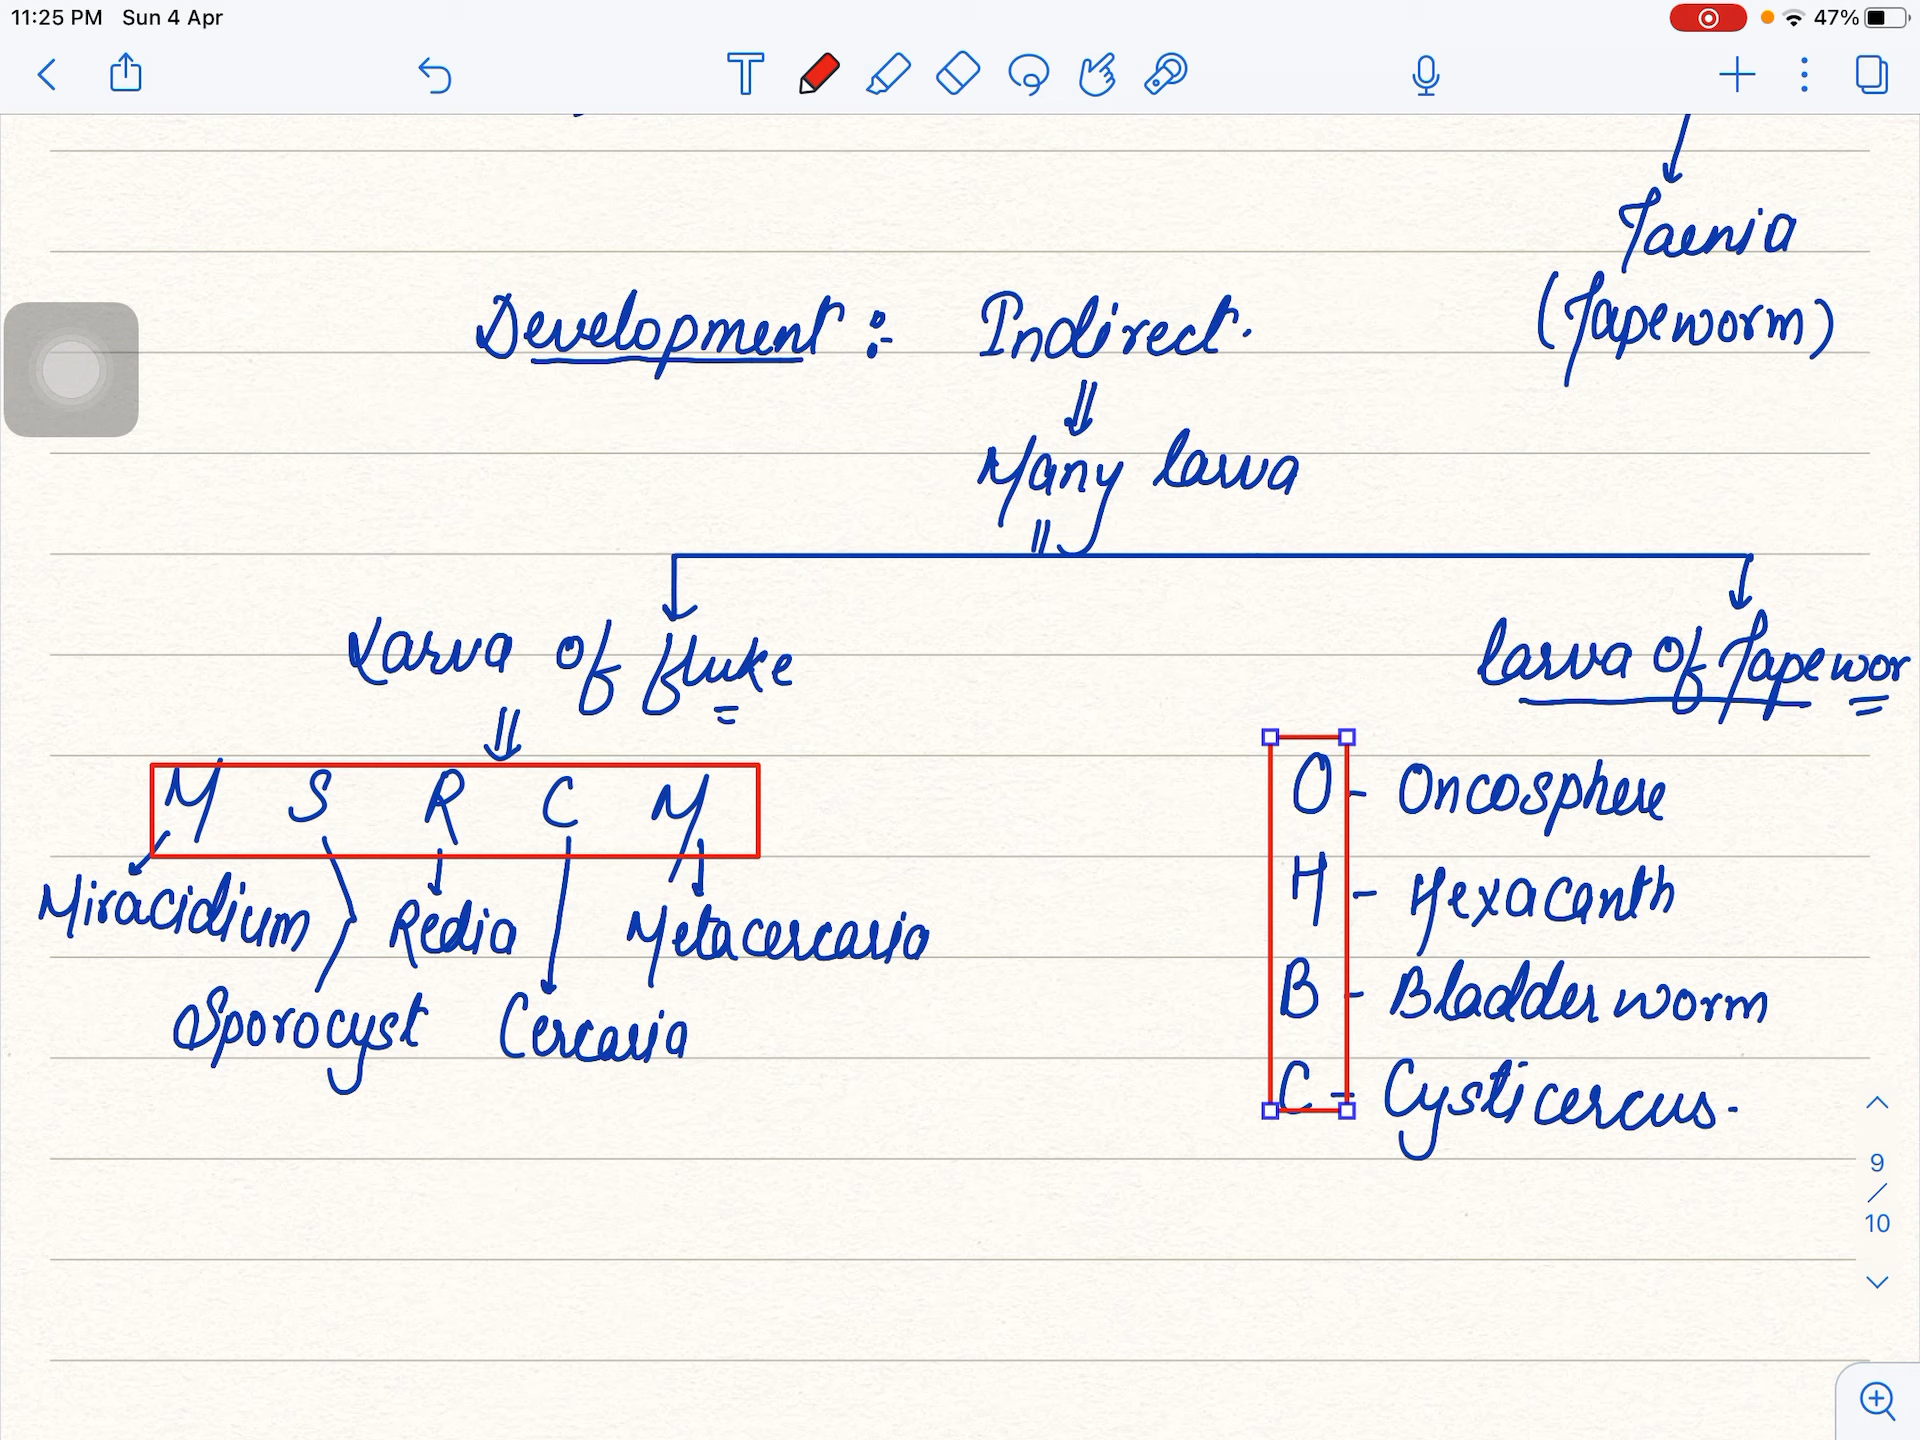 11:25 PM Sun 4 Apr
47%
Taenia
(Tapeworm)
Development :- Indirect.
Many larva
Larva of fluke
larva of Tapewor
M S R C M
O - Oncosphere
H - Hexacanth
Miracidium Redia Metacercaria
B - Bladder worm
Sporocyst Cercaria
C - Cysticercus.
9
/
10